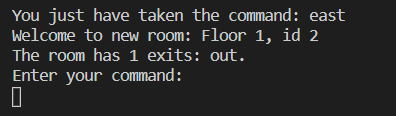 You just have taken the command: east
Welcome to new room: Floor 1, id 2
The room has 1 exits: out.
Enter your command: